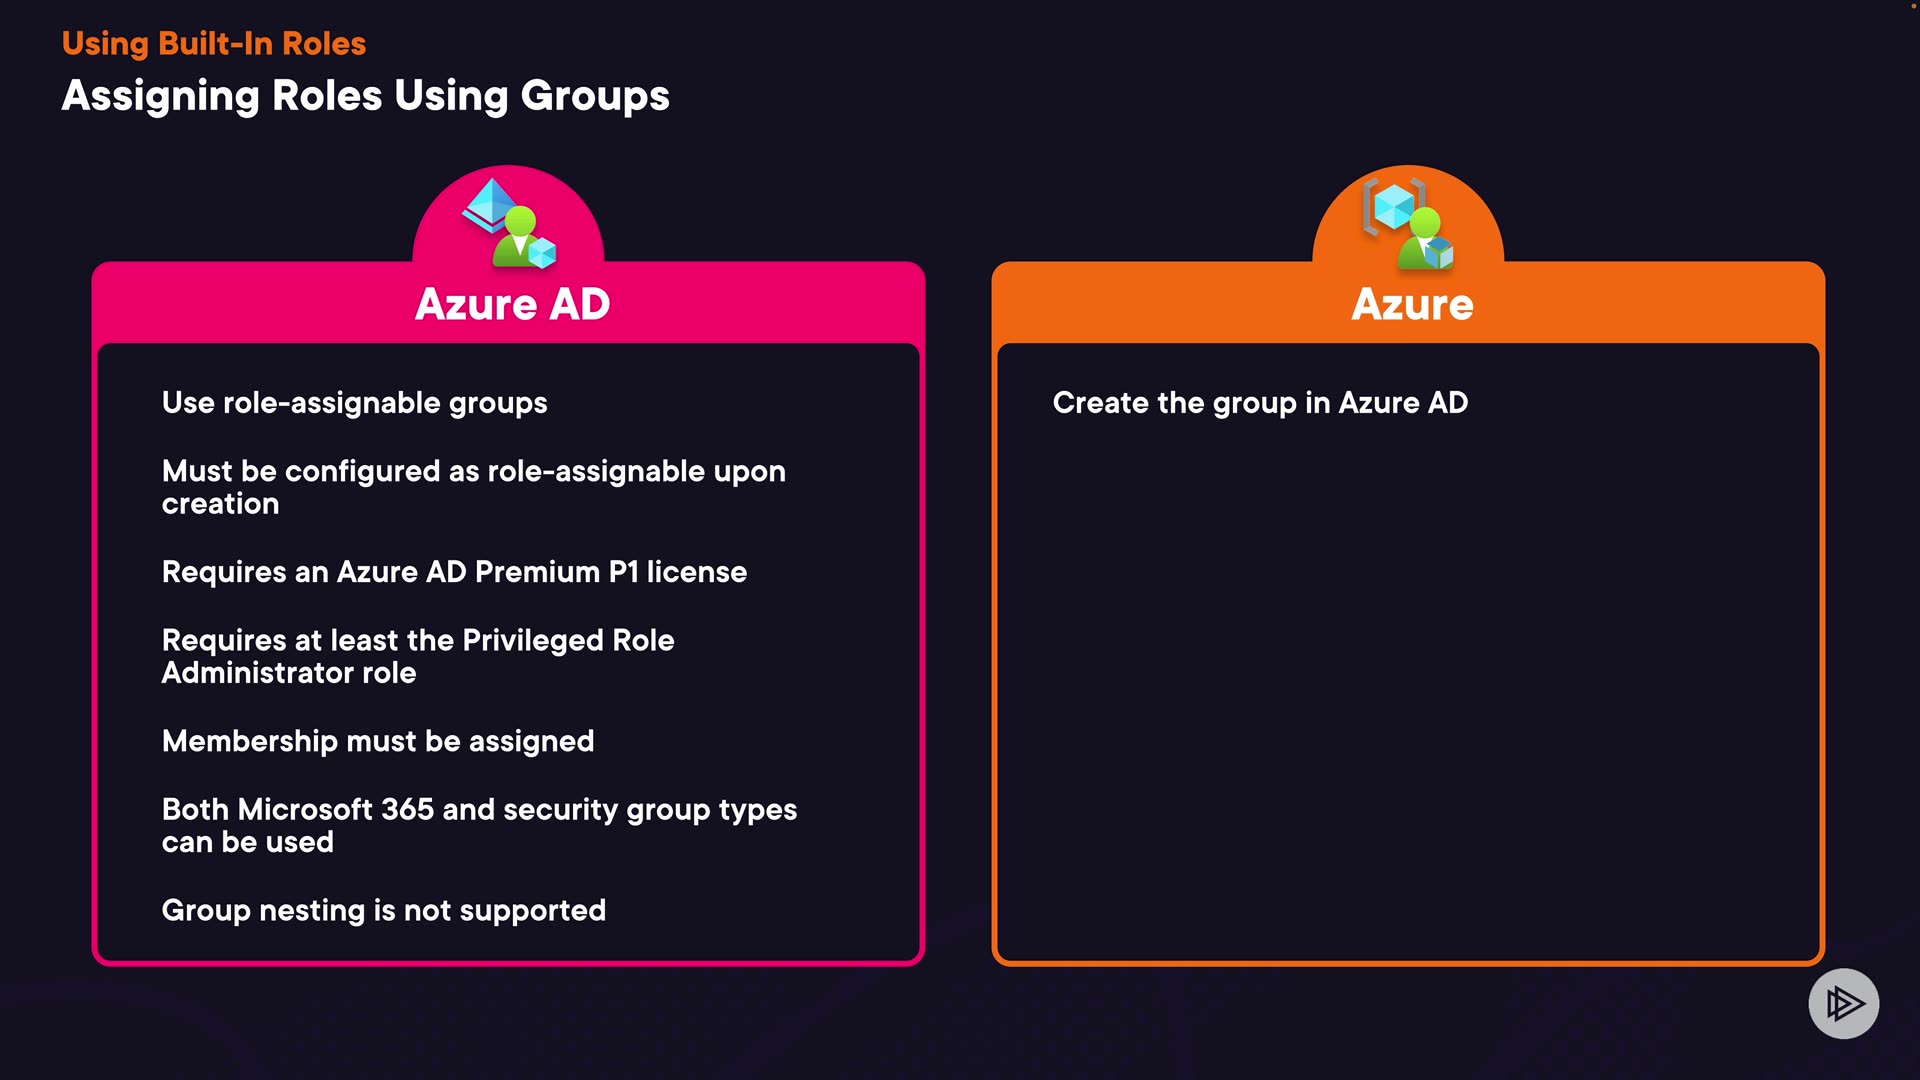 Using Built-In Roles
Assigning Roles Using Groups
Azure AD
Use role-assignable groups
Must be configured as role-assignable upon
creation
Requires an Azure AD Premium P1 license
Requires at least the Privileged Role
Administrator role
Membership must be assigned
Both Microsoft 365 and security group types
can be used
Group nesting is not supported
Azure
Create the group in Azure AD